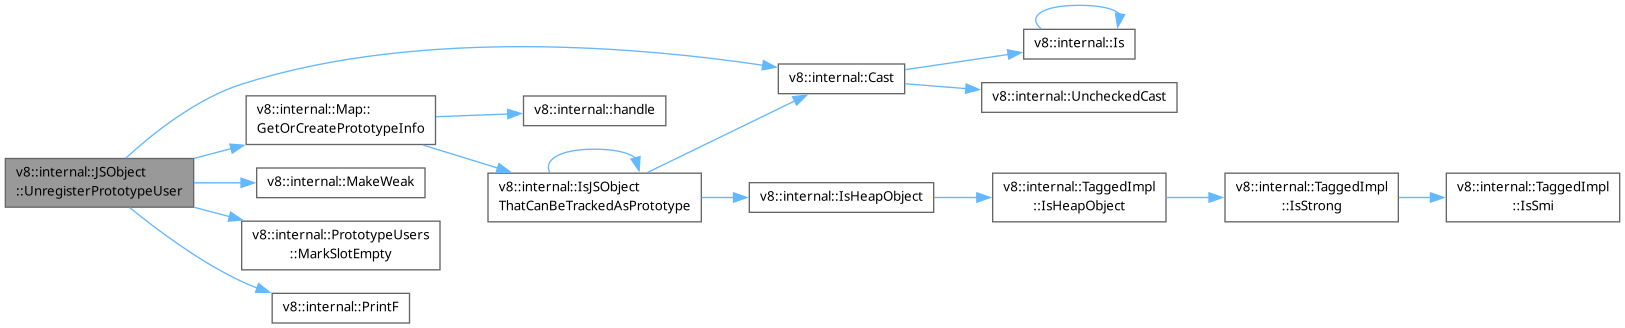 v8::internal::JSObject
::UnregisterPrototypeUser
v8::internal::Map::
GetOrCreatePrototypeInfo
v8::internal::MakeWeak
v8::internal::PrototypeUsers
::MarkSlotEmpty
v8::internal::PrintF
v8::internal::handle
v8::internal::IsJSObject
ThatCanBeTrackedAsPrototype
v8::internal::Cast
v8::internal::IsHeapObject
v8::internal::Is
v8::internal::UncheckedCast
v8::internal::TaggedImpl
::IsHeapObject
v8::internal::TaggedImpl
::IsStrong
v8::internal::TaggedImpl
::IsSmi